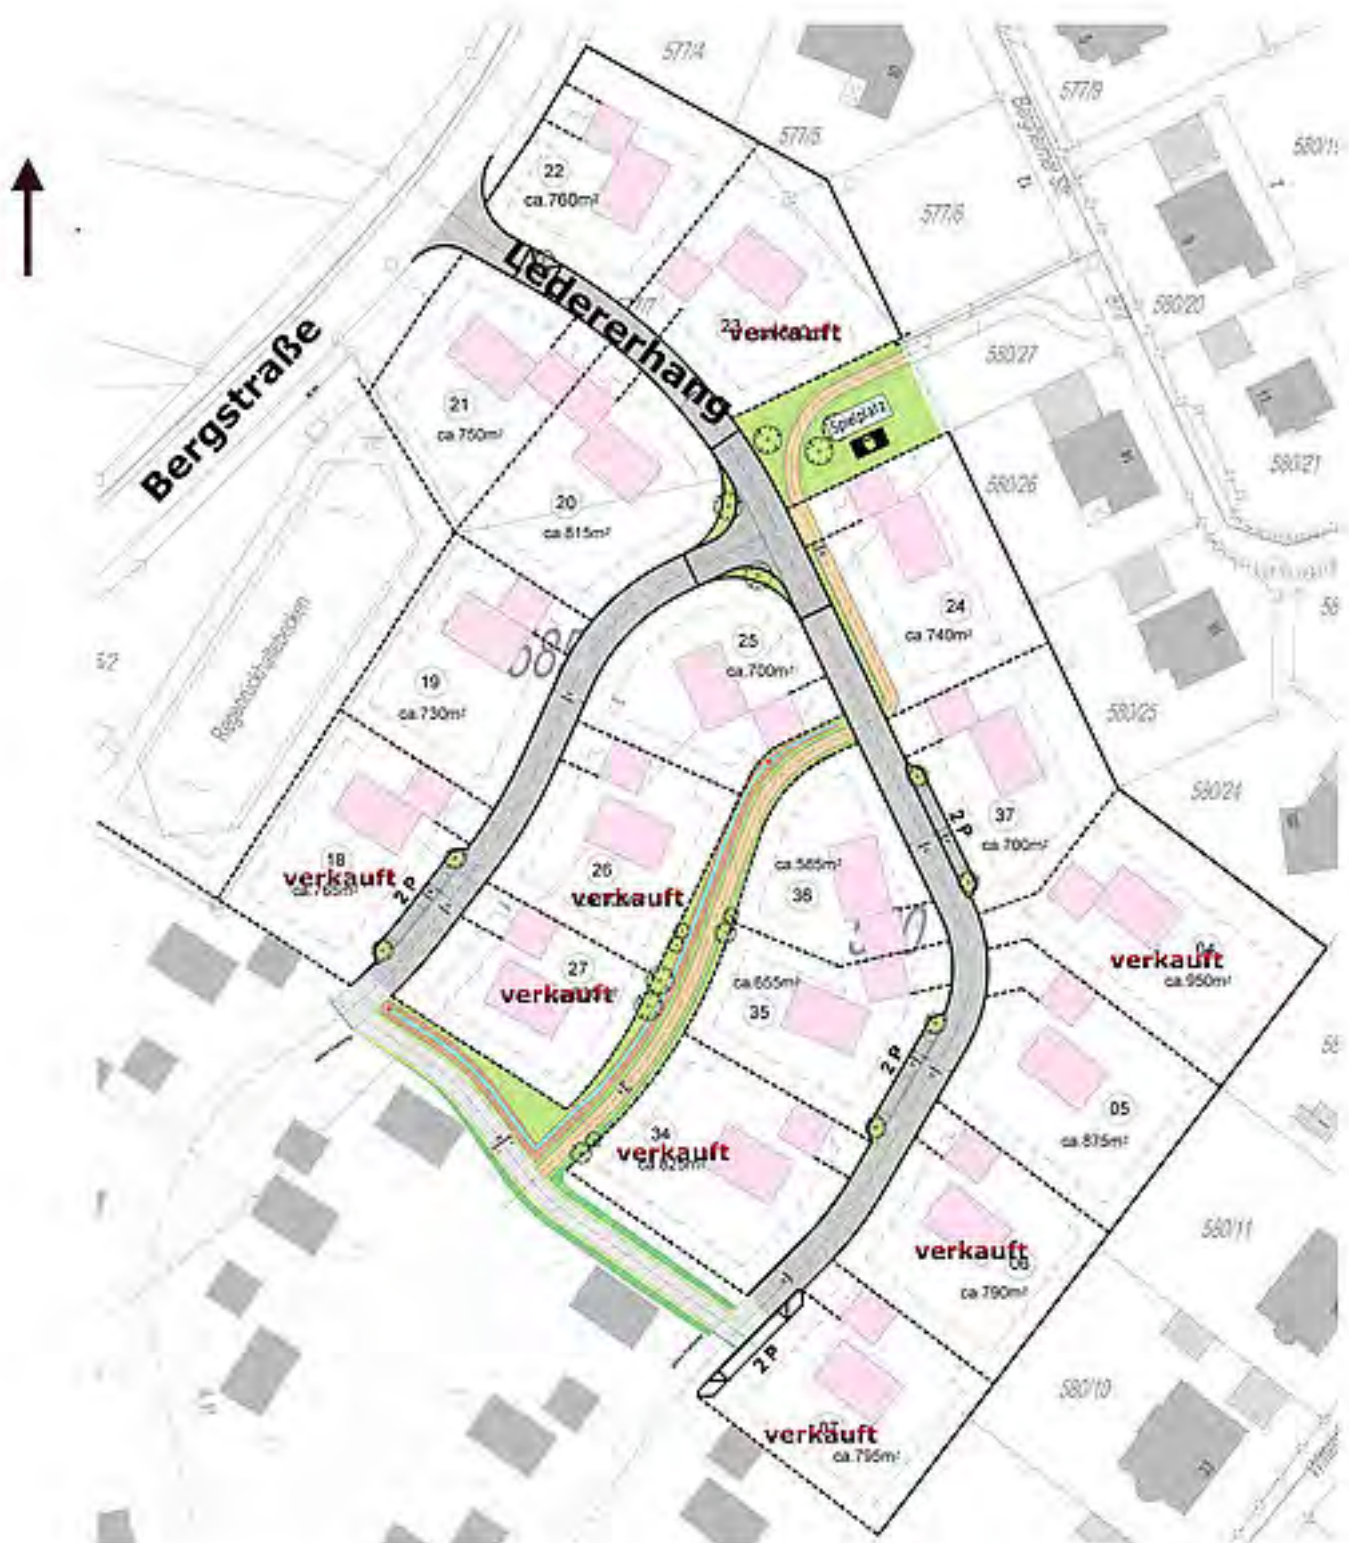 577/4
577/5
577/8
577/6
580/20
580/27
580/26
580/21
580/25
580/24
580/11
580/10
22
ca.760m²
Ledererhang
Bergstraße
verkauft
Spielplatz
21
ca.750m²
20
ca.815m²
24
ca.740m²
25
ca.700m²
19
ca.730m²
Regenrückhaltebecken
18
verkauft
2 P
26
verkauft
27
verkauft
ca.585m²
36
37
ca.700m²
2 P
verkauft
ca.950m²
ca.655m²
35
2 P
05
ca.875m²
34
verkauft
verkauft
06
ca.790m²
2 P
verkauft
ca.795m²